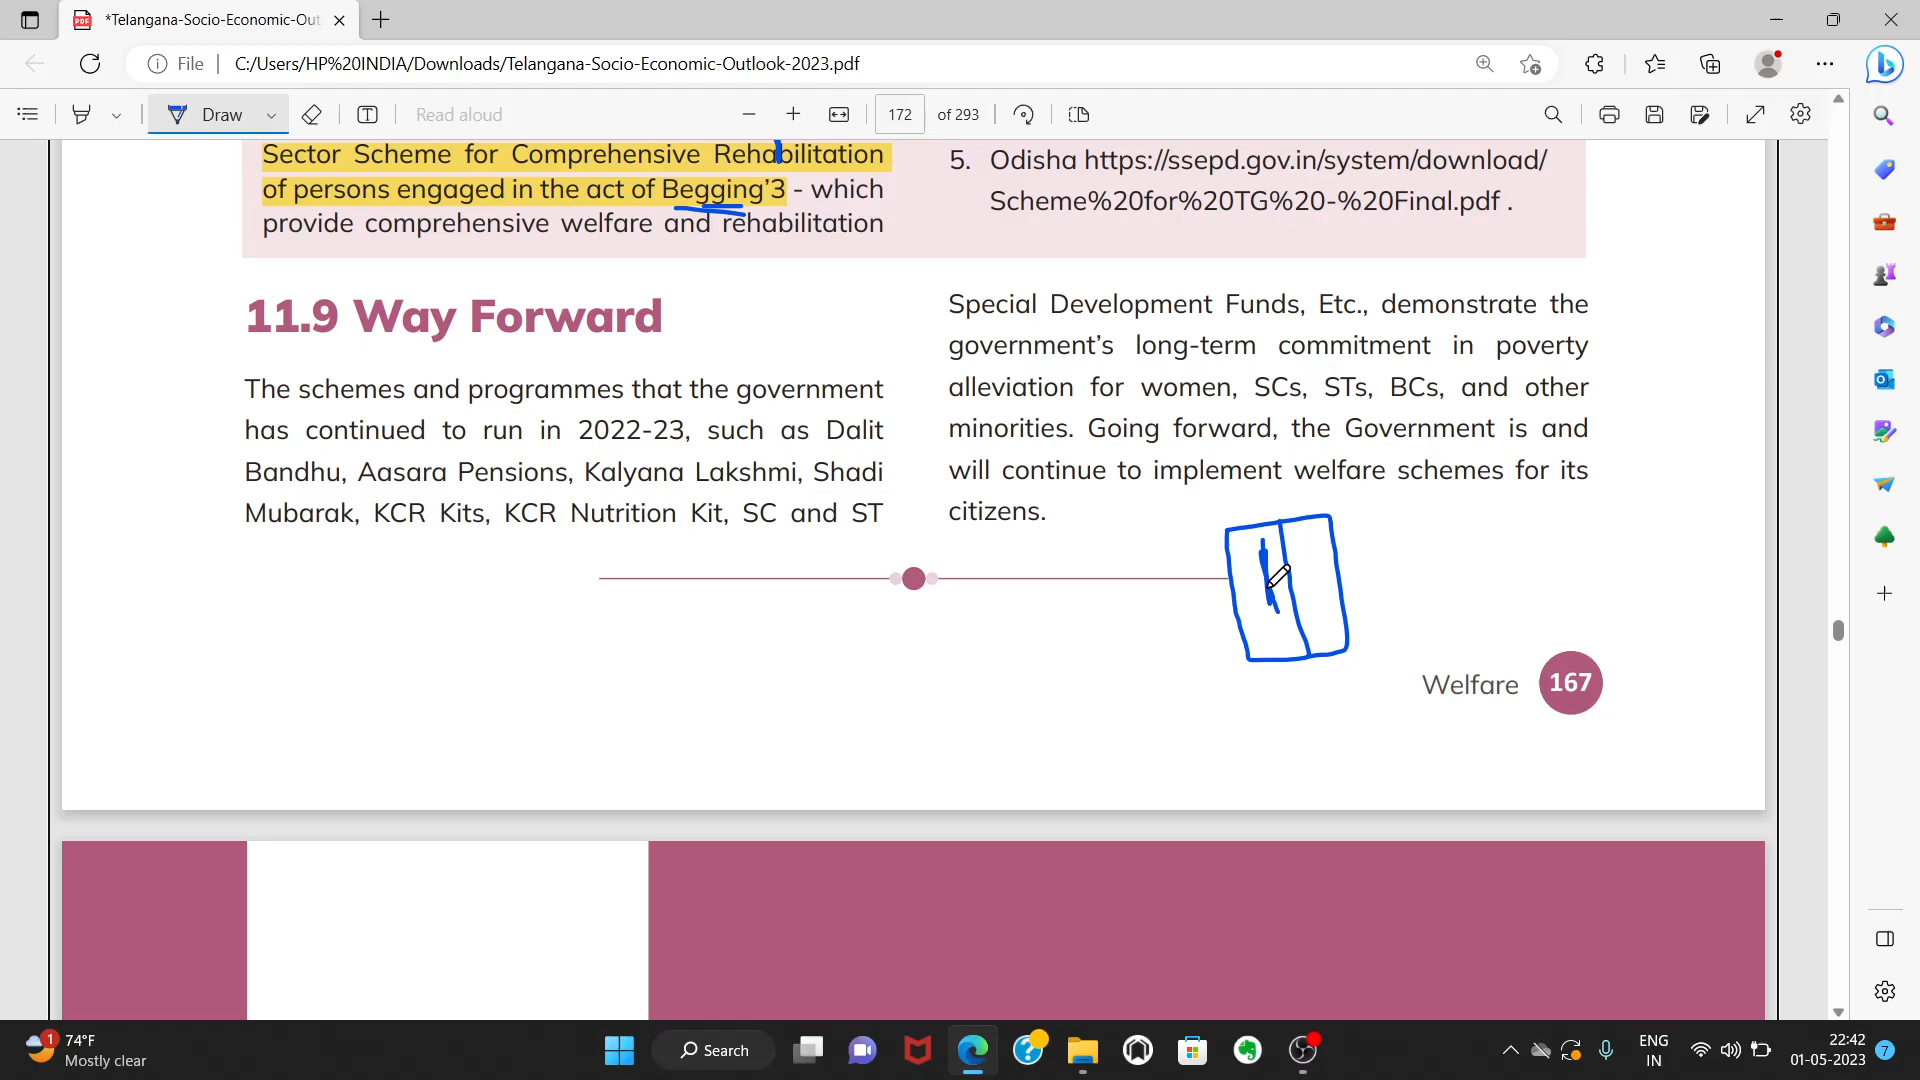 *Telangana-Socio-Economic-Out
File
C:/Users/HP%20INDIA/Downloads/Telangana-Socio-Economic-Outlook-2023.pdf
Draw
Read aloud
172
of 293
Sector Scheme for Comprehensive Rehabilitation
of persons engaged in the act of Begging’3 - which
provide comprehensive welfare and rehabilitation
5. Odisha https://ssepd.gov.in/system/download/
Scheme%20for%20TG%20-%20Final.pdf .
11.9 Way Forward
The schemes and programmes that the government
has continued to run in 2022-23, such as Dalit
Bandhu, Aasara Pensions, Kalyana Lakshmi, Shadi
Mubarak, KCR Kits, KCR Nutrition Kit, SC and ST
Special Development Funds, Etc., demonstrate the
government’s long-term commitment in poverty
alleviation for women, SCs, STs, BCs, and other
minorities. Going forward, the Government is and
will continue to implement welfare schemes for its
citizens.
Welfare 167
1
74°F
Mostly clear
Search
ENG
IN
22:42
01-05-2023
7